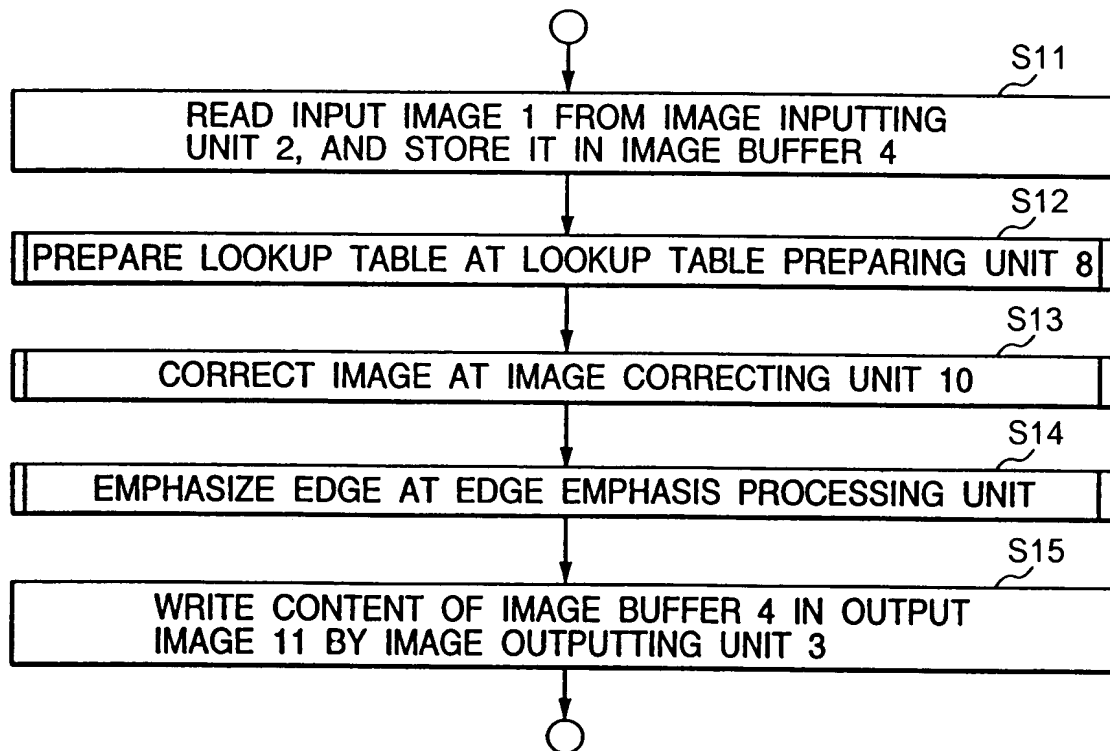 S11
READ INPUT IMAGE 1 FROM IMAGE INPUTTING
UNIT 2, AND STORE IT IN IMAGE BUFFER 4
S12
PREPARE LOOKUP TABLE AT LOOKUP TABLE PREPARING UNIT 8
S13
CORRECT IMAGE AT IMAGE CORRECTING UNIT 10
S14
EMPHASIZE EDGE AT EDGE EMPHASIS PROCESSING UNIT
S15
WRITE CONTENT OF IMAGE BUFFER 4 IN OUTPUT
IMAGE 11 BY IMAGE OUTPUTTING UNIT 3